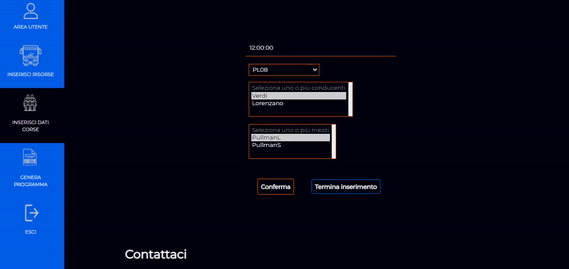 AREA UTENTE
INSERISCI RISORSE
INSERISCI DATI
CORSE
GENERA
PROGRAMMA
ESCI
12:00:00
PL08
Seleziona uno o più conducenti
Verdi
Lorenzano
Seleziona uno o più mezzi
PullmanL
PullmanS
Conferma
Termina inserimento
Contattaci